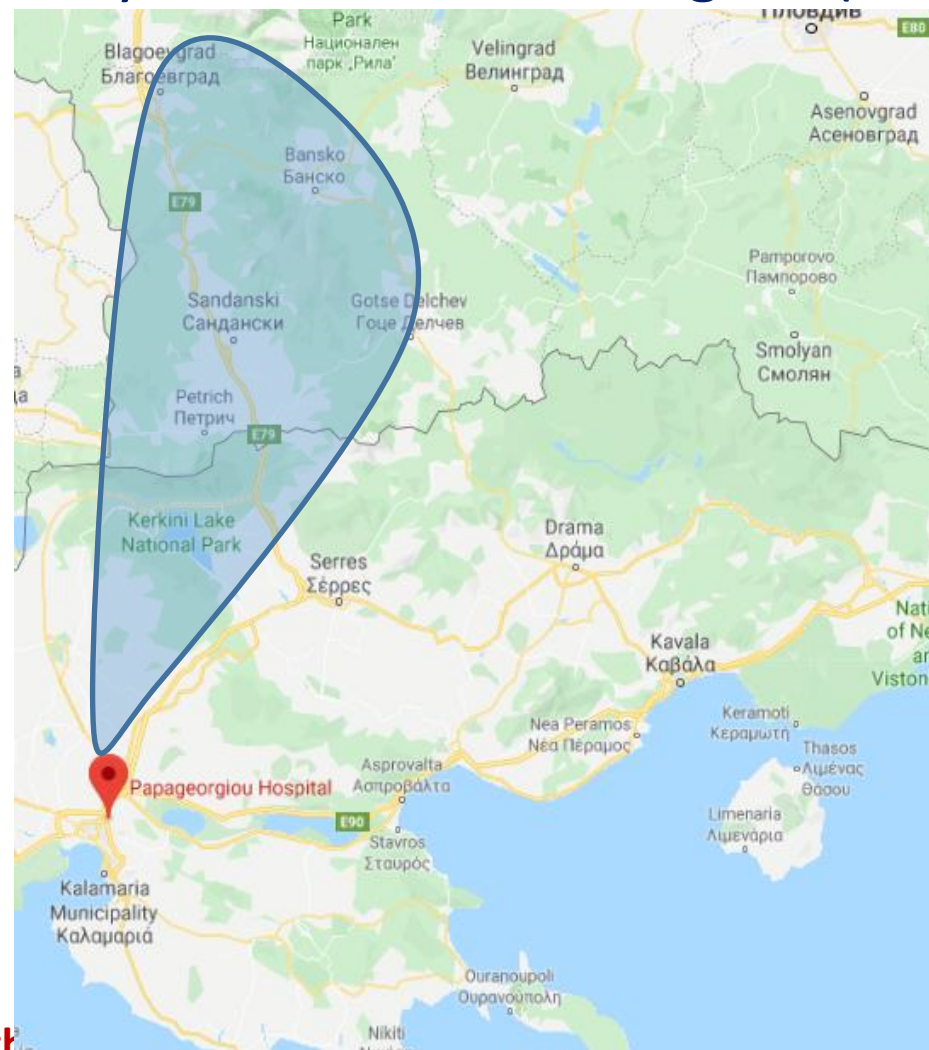 Park
Национален
парк „Рила“
Blagoevgrad
Благоевград
Velingrad
Велинград
Пловдив
E80
Asenovgrad
Асеновград
Bansko
Банско
E79
Pamporovo
Пампорово
Sandanski
Сандански
Gotse Delchev
Гоце Делчев
Smolyan
Смолян
Petrich
Петрич
E79
Kerkini Lake
National Park
Drama
Δράμα
Serres
Σέρρες
Kavala
Καβάλα
Keramoti
Κεραμωτή
Nea Peramos
Νέα Πέραμος
Thasos
Λιμένας
Θάσου
Asprovalta
Ασπροβάλτα
Papageorgiou Hospital
E90
Stavros
Σταυρός
Limenaria
Λιμενάρια
Kalamaria
Municipality
Καλαμαριά
Ouranoupoli
Ουρανούπολη
Nikiti